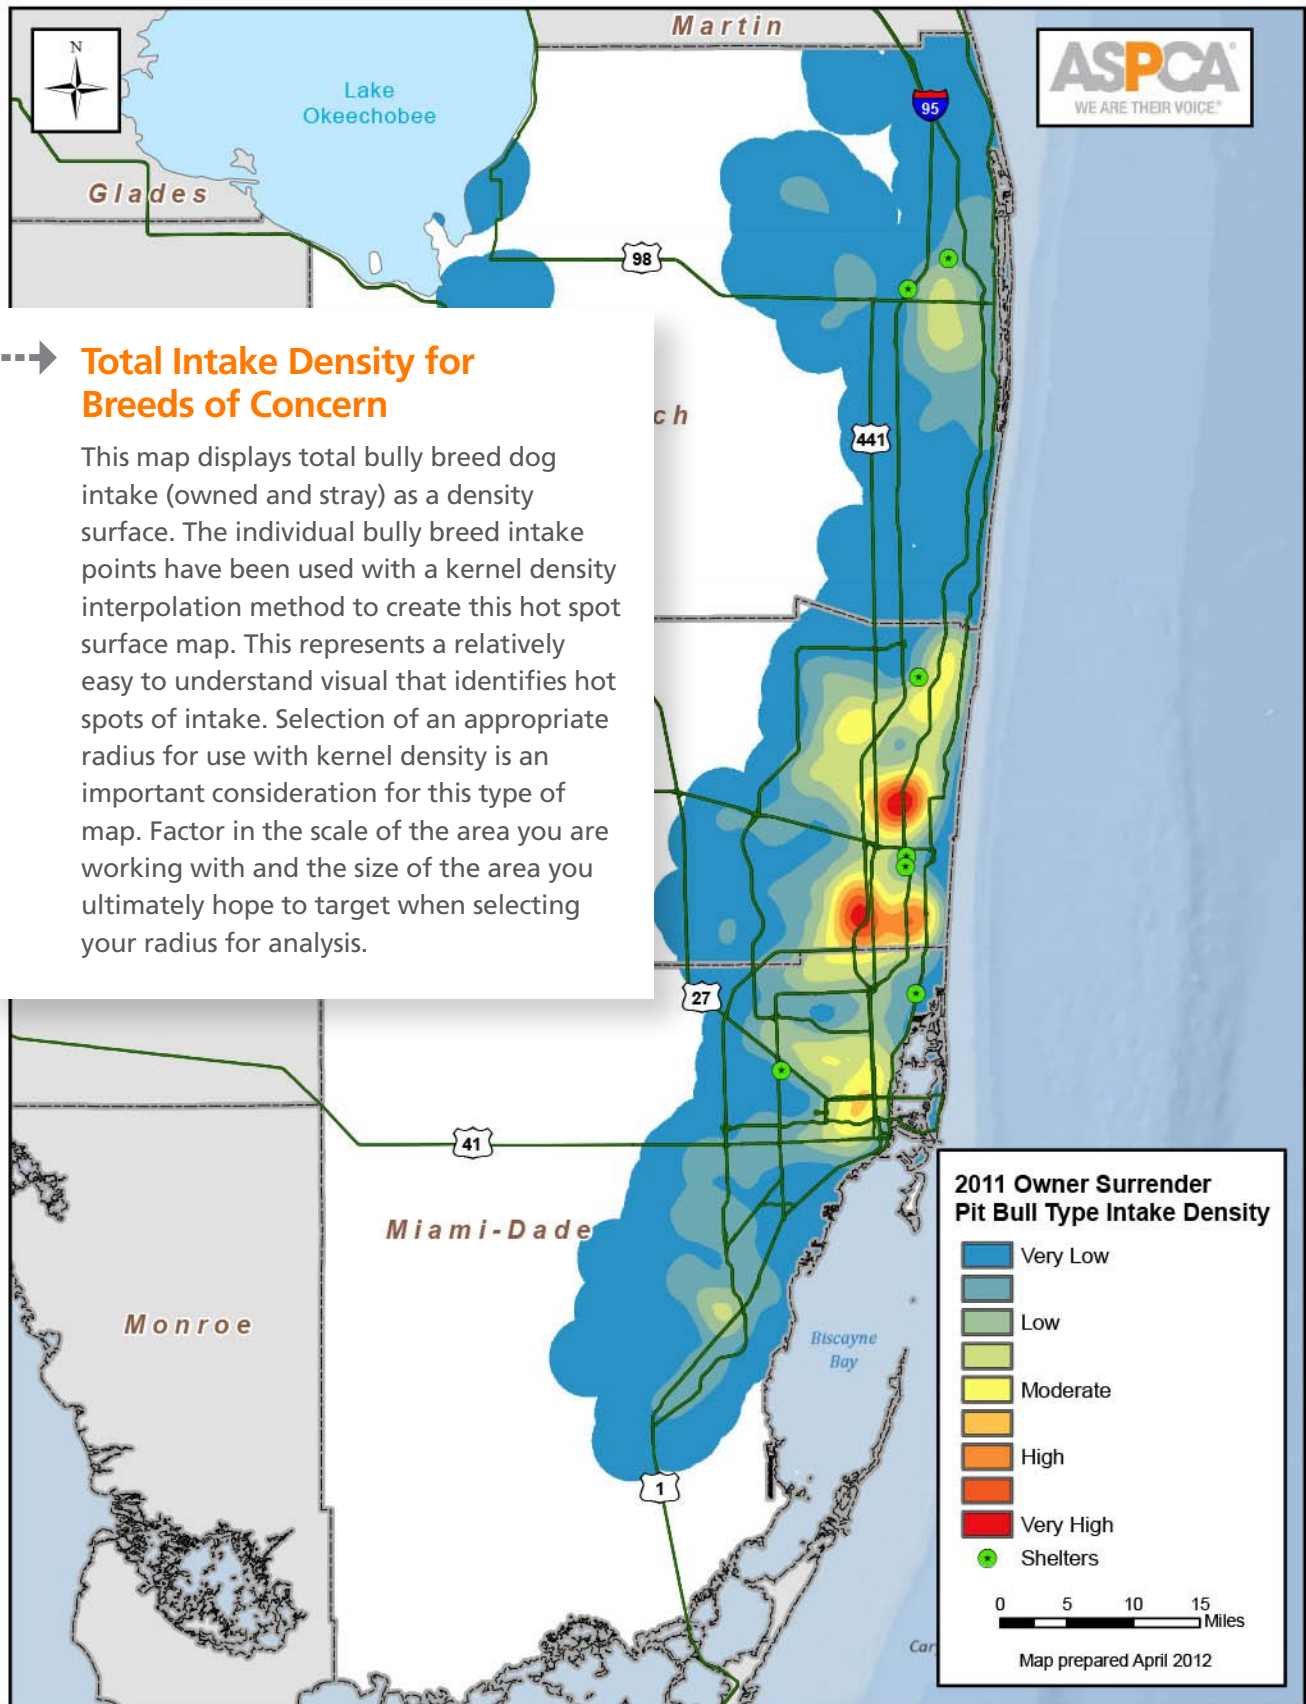 Martin
N
ASPCA®
WE ARE THEIR VOICE®
95
Lake
Okeechobee
Glades
98
Total Intake Density for
Breeds of Concern
This map displays total bully breed dog
intake (owned and stray) as a density
surface. The individual bully breed intake
points have been used with a kernel density
interpolation method to create this hot spot
surface map. This represents a relatively
easy to understand visual that identifies hot
spots of intake. Selection of an appropriate
radius for use with kernel density is an
important consideration for this type of
map. Factor in the scale of the area you are
working with and the size of the area you
ultimately hope to target when selecting
your radius for analysis.
ch
441
27
41
Miami-Dade
Monroe
Biscayne
Bay
1
Car
2011 Owner Surrender
Pit Bull Type Intake Density
Very Low
Low
Moderate
High
Very High
Shelters
0 5 10 15
Miles
Map prepared April 2012